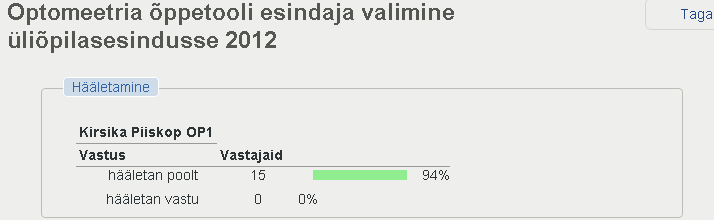 Optomeetria õppetooli esindaja valimine
üliõpilasesindusse 2012
Taga
Hääletamine
Kirsika Piiskop OP1
Vastus Vastajaid
hääletan poolt 15 94%
hääletan vastu 0 0%